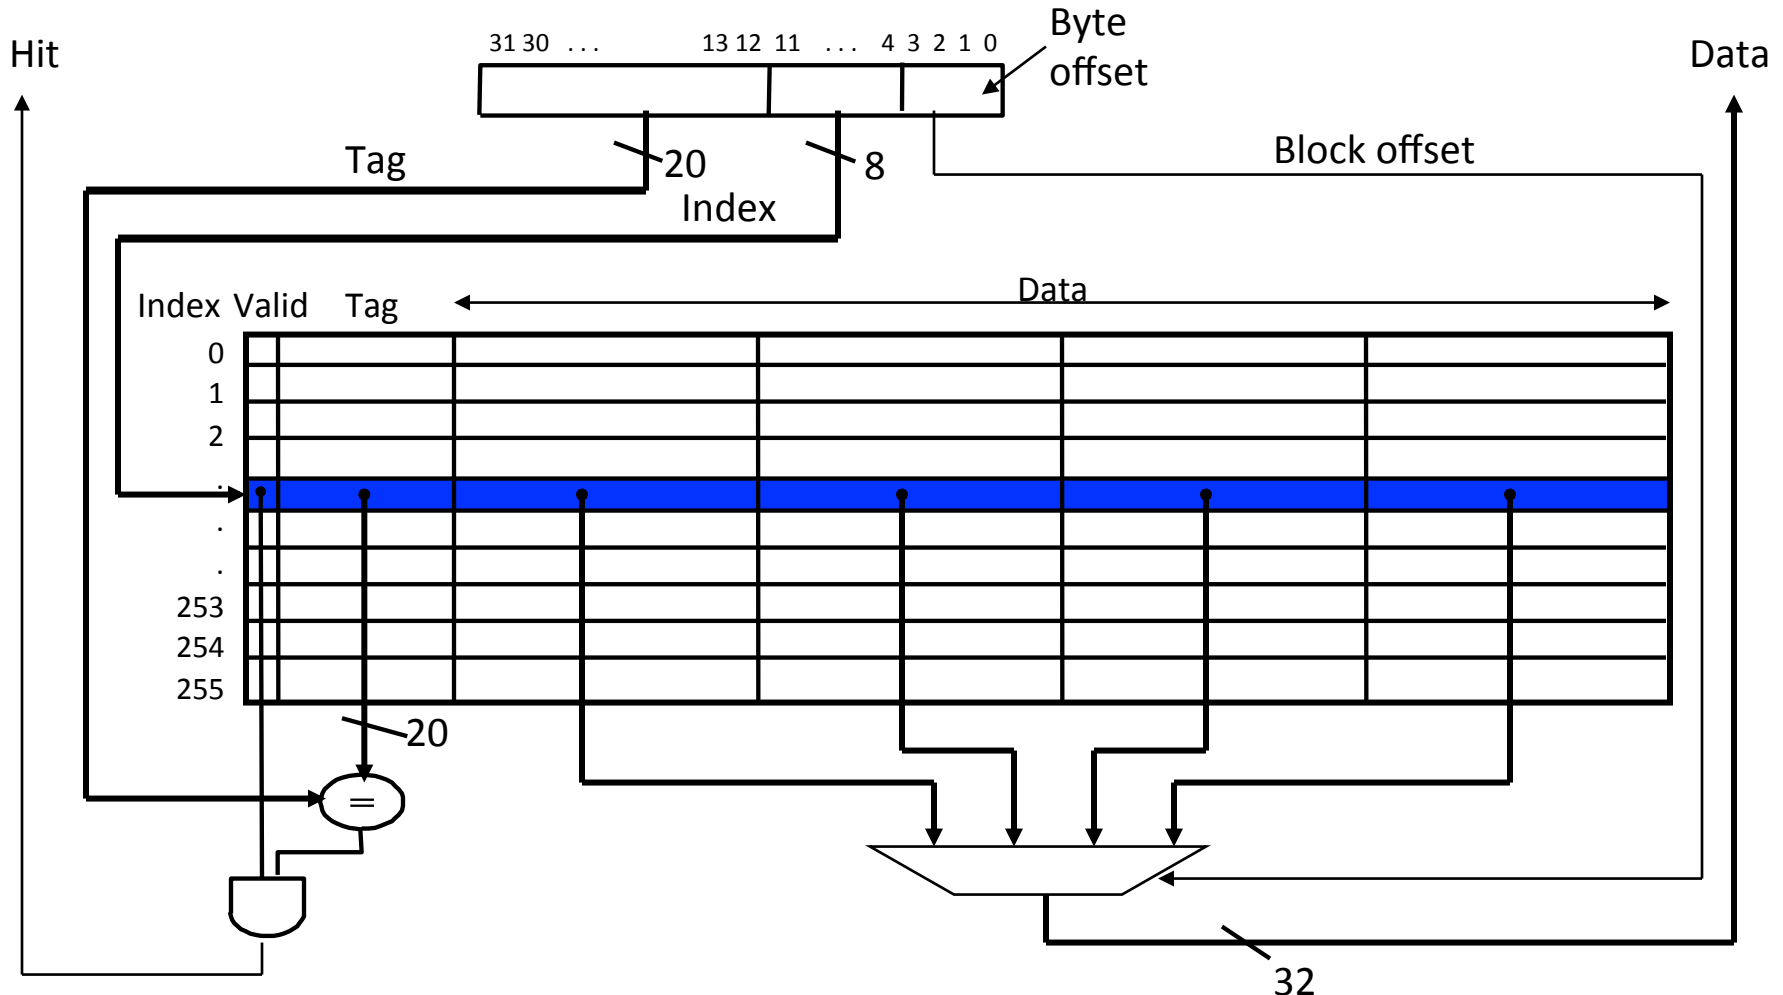 Hit
31 30 . . . 13 12 11 . . . 4 3 2 1 0
Byte
offset
Data
Tag
20
8
Block offset
Index
Index Valid Tag
Data
0
1
2
.
.
.
253
254
255
20
=
32